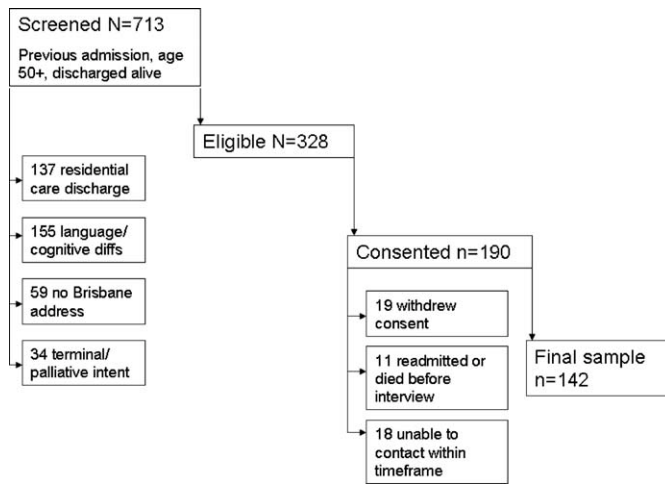 Screened N=713
Previous admission, age
50+, discharged alive
Eligible N=328
137 residential
care discharge
155 language/
cognitive diffs
59 no Brisbane
address
34 terminal/
palliative intent
Consented n=190
19 withdrew
consent
11 readmitted or
died before
interview
18 unable to
contact within
timeframe
Final sample
n=142